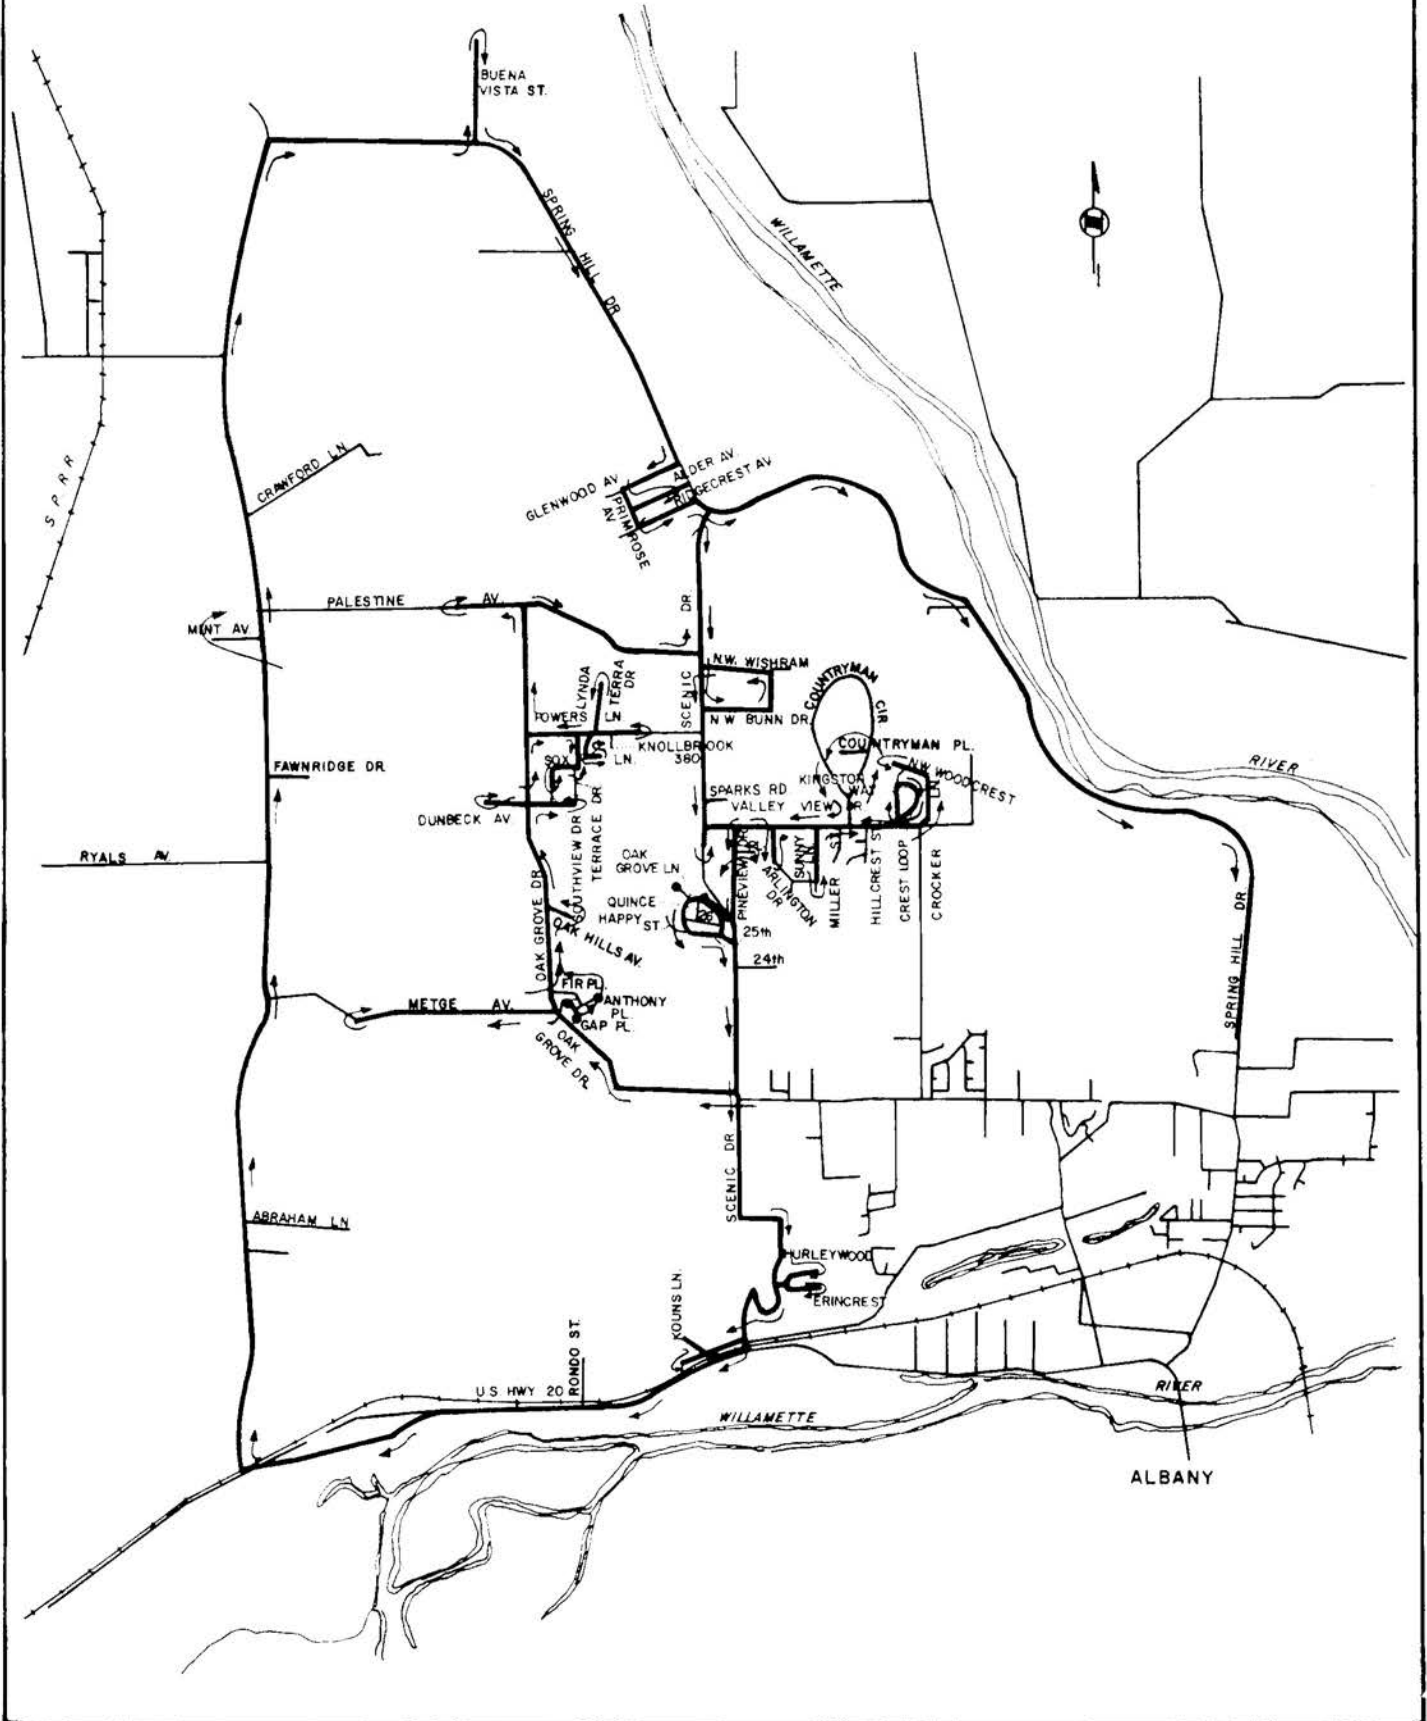 BUENA
VISTA ST.
SPRING HILL DR
WILLAMETTE
S P R R
CRAWFORD LN
GLENWOOD AV
ALDER AV.
RIDGECREST AV
PRIMROSE
AV
PALESTINE AV.
MINT AV
SCENIC DR.
N.W. WISHRAM
N W BUNN DR.
LYNDA
TERRA
DR
POWERS LN
KNOLLBROOK
380
SOX LN.
COUNTRYMAN CIR
COUNTRYMAN PL.
N.W. WOODCREST
KINGSTON
WAY
FAWNRIDGE DR
SPARKS RD
VALLEY VIEW DR
DUNBECK AV.
RIVER
RYALS AV.
SOUTHVIEW DR
TERRACE DR
OAK
GROVE LN
QUINCE
HAPPY ST.
PINEVIEW DR
ARLINGTON
DR
SUNNY
LN
MILLER ST
HILLCREST ST
CREST LOOP
CROCKER LN
25th
24th
OAK GROVE DR
OAK HILLS AV.
FIR PL.
ANTHONY
PL.
GAP PL.
METGE AV.
OAK
GROVE DR.
SPRING HILL DR
SCENIC DR
ABRAHAM LN
HURLEYWOOD
ERINCREST
KOUNS LN.
RONDO ST.
U.S. HWY 20
WILLAMETTE
RIVER
ALBANY